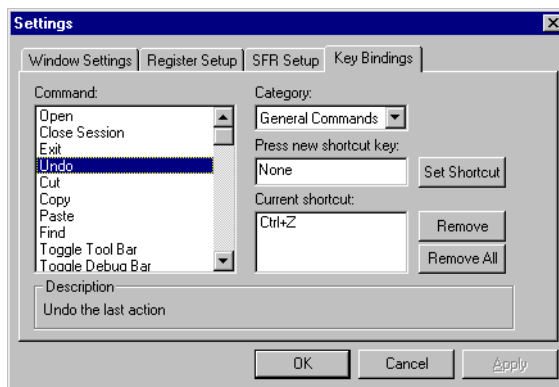 Settings
Window Settings Register Setup SFR Setup Key Bindings
Command:
Open
Close Session
Exit
Undo
Cut
Copy
Paste
Find
Toggle Tool Bar
Toggle Debug Bar
Category:
General Commands
Press new shortcut key:
None
Set Shortcut
Current shortcut:
Ctrl+Z
Remove
Remove All
Description
Undo the last action
OK Cancel Apply